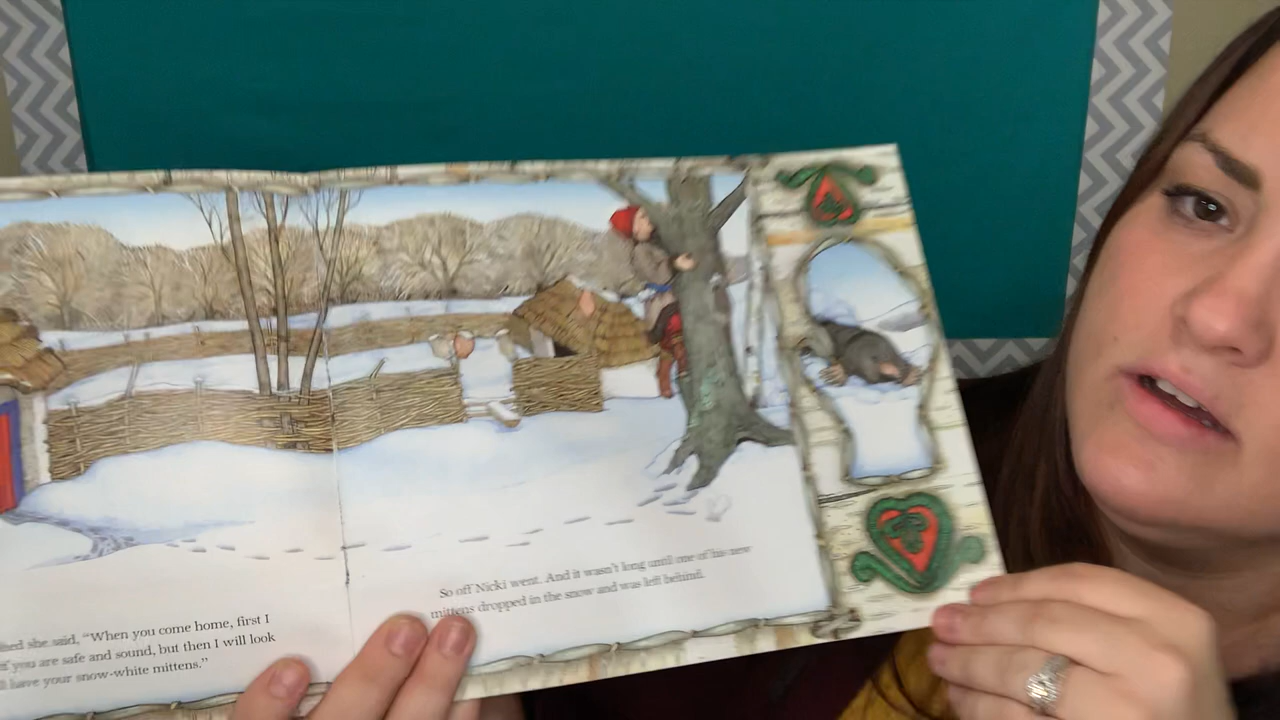 she said, "When you come home, first I
you are safe and sound, but then I will look
have your snow-white mittens."
So off Nicki went. And it wasn't long until one of his new
mittens dropped in the snow and was left behind.